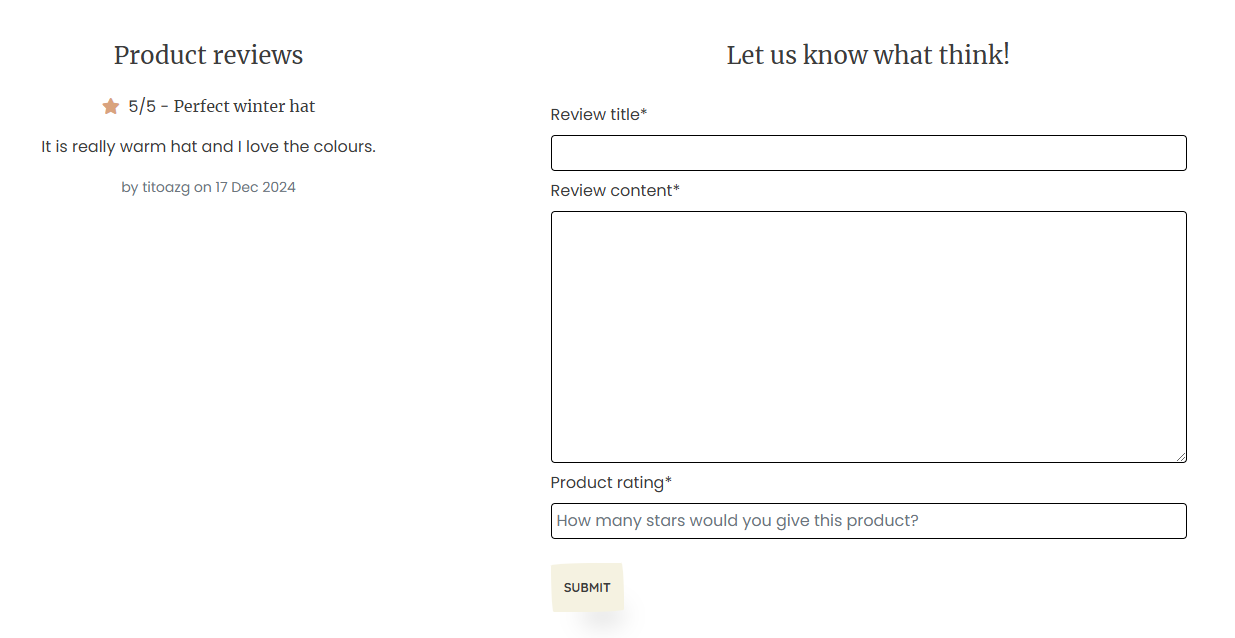 Product reviews
5/5 - Perfect winter hat
It is really warm hat and I love the colours.
by titoazg on 17 Dec 2024
Let us know what think!
Review title*
Review content*
Product rating*
How many stars would you give this product?
SUBMIT